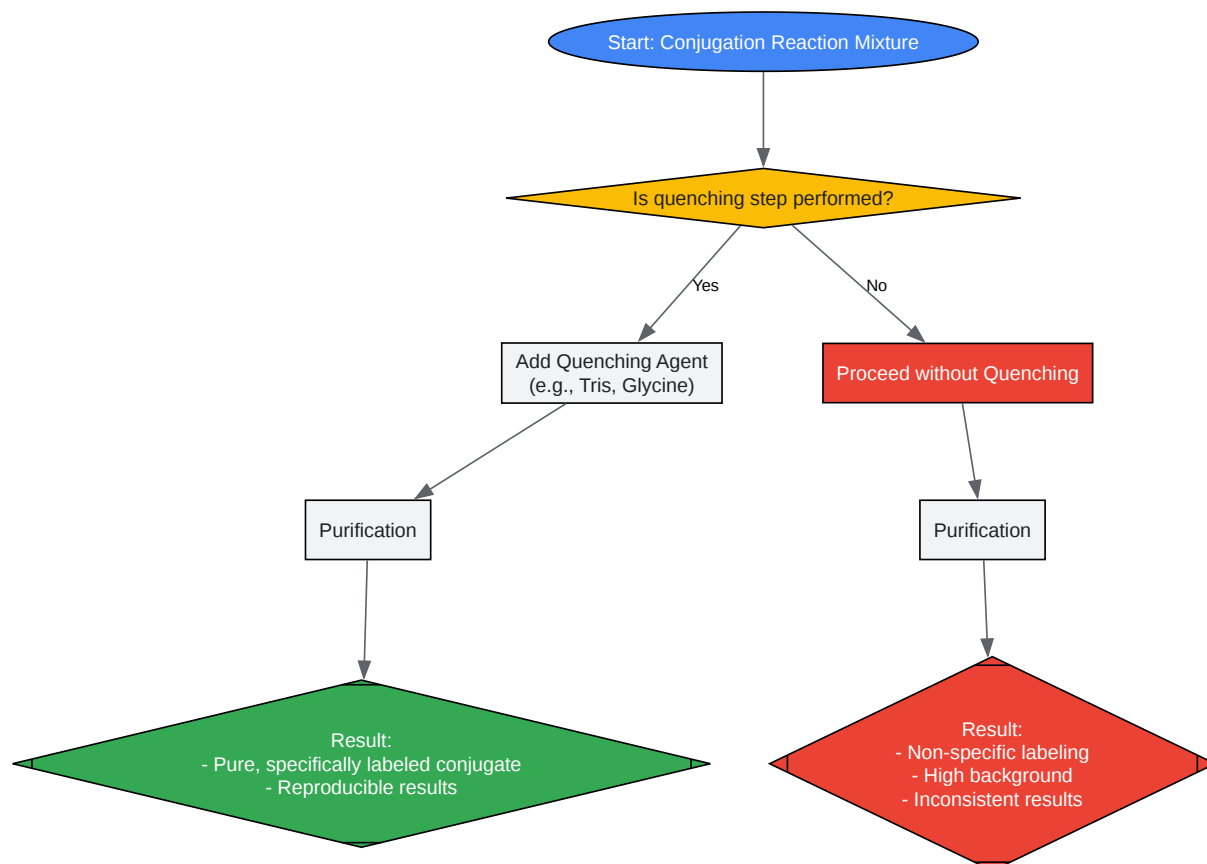 Start: Conjugation Reaction Mixture
Is quenching step performed?
Yes
No
Add Quenching Agent
(e.g., Tris, Glycine)
Proceed without Quenching
Purification
Purification
Result:
- Pure, specifically labeled conjugate
- Reproducible results
Result:
- Non-specific labeling
- High background
- Inconsistent results